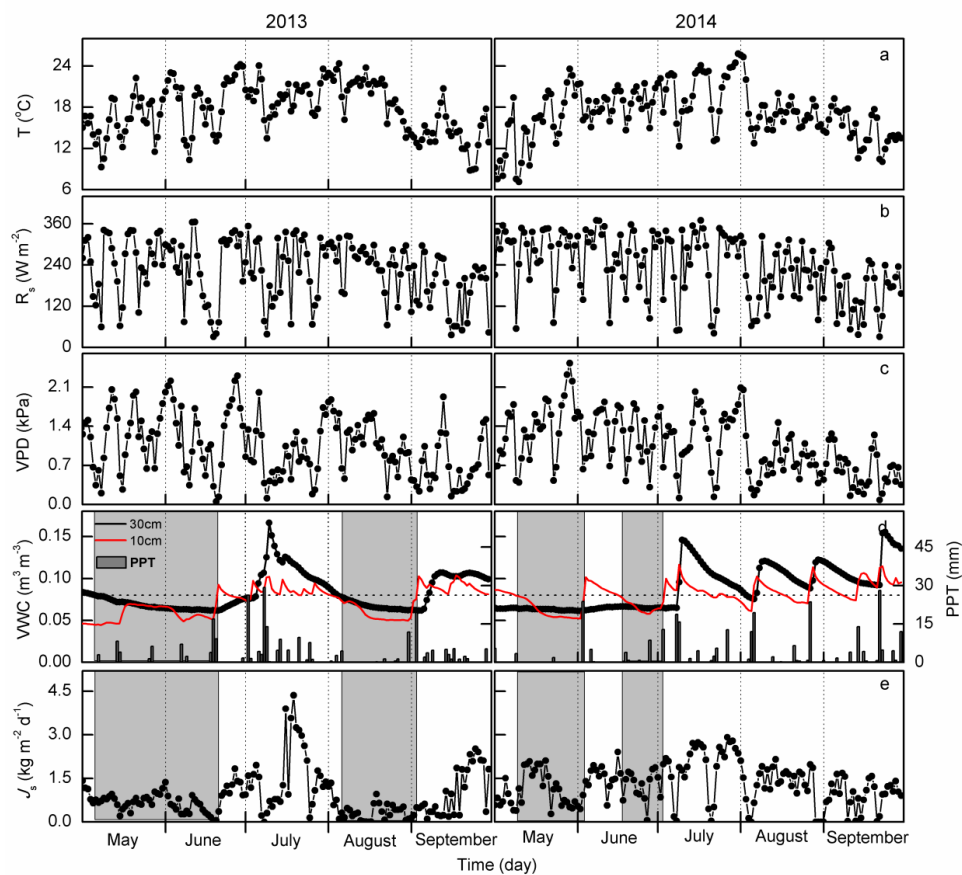 2013 2014
a
24
18
12
6
T (°C)
b
360
240
120
0
Rs (W m-2)
c
2.1
1.4
0.7
0.0
VPD (kPa)
d
30cm
10cm
PPT
0.15
0.10
0.05
0.00
VWC (m3 m-3)
45
30
15
0
PPT (mm)
e
4.5
3.0
1.5
0.0
Js (kg m-2 d-1)
May June July August September May June July August September
Time (day)